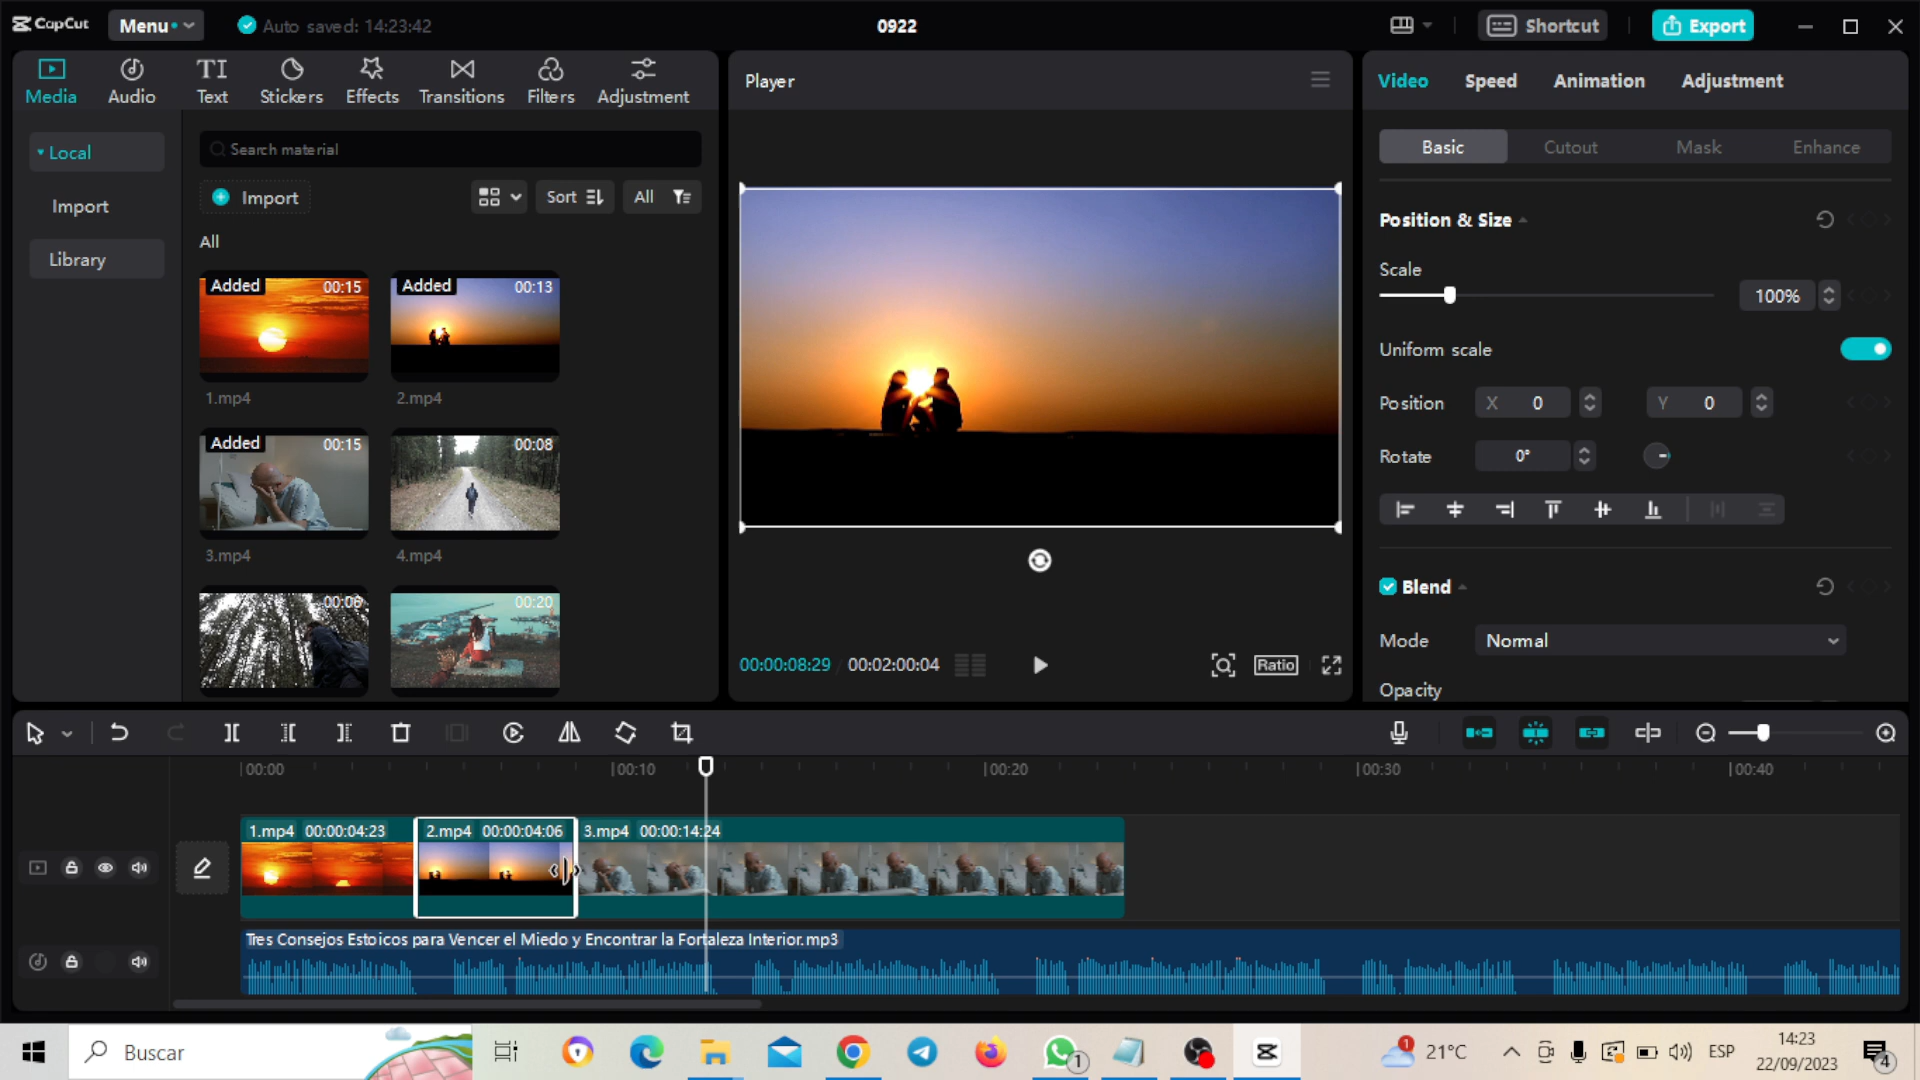 CapCut
Menu
Auto saved: 14:23:42
0922
Shortcut
Export
Media
Audio
TI
Text
Stickers
Effects
Transitions
Filters
Adjustment
Local
Import
Library
Search material
Import
Sort
All
All
Added 00:15
Added 00:13
1.mp4
2.mp4
Added 00:15
00:08
3.mp4
4.mp4
00:06
00:20
Player
00:00:08:29 / 00:02:00:04
Ratio
Video
Speed
Animation
Adjustment
Basic
Cutout
Mask
Enhance
Position & Size
Scale
100%
Uniform scale
Position X 0 Y 0
Rotate 0°
Blend
Mode Normal
Opacity
00:00
00:10
00:20
00:30
00:40
1.mp4 00:00:04:23
2.mp4 00:00:04:06
3.mp4 00:00:14:24
Tres Consejos Estoicos para Vencer el Miedo y Encontrar la Fortaleza Interior.mp3
Buscar
1
1
21°C
ESP
14:23
22/09/2023
4